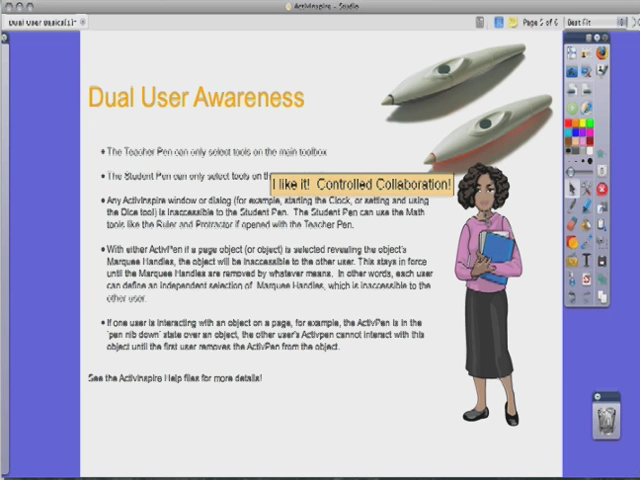 ActivInspire - Studio
Dual User Basics(1)*
Page 5 of 6
Best Fit
Dual User Awareness
• The Teacher Pen can only select tools on the main toolbox
• The Student Pen can only select tools on th
I like it! Controlled Collaboration!
• Any ActivInspire window or dialog (for example, starting the Clock, or setting and using
the Dice tool) is inaccessible to the Student Pen. The Student Pen can use the Math
tools like the Ruler and Protractor if opened with the Teacher Pen.
• With either ActivPen if a page object (or object) is selected revealing the object's
Marquee Handles, the object will be inaccessible to the other user. This stays in force
until the Marquee Handles are removed by whatever means. In other words, each user
can define an independent selection of Marquee Handles, which is inaccessible to the
other user.
• If one user is interacting with an object on a page, for example, the ActivPen is in the
'pen nib down' state over an object, the other user's Activpen cannot interact with this
object until the first user removes the ActivPen from the object.
See the ActivInspire Help files for more details!